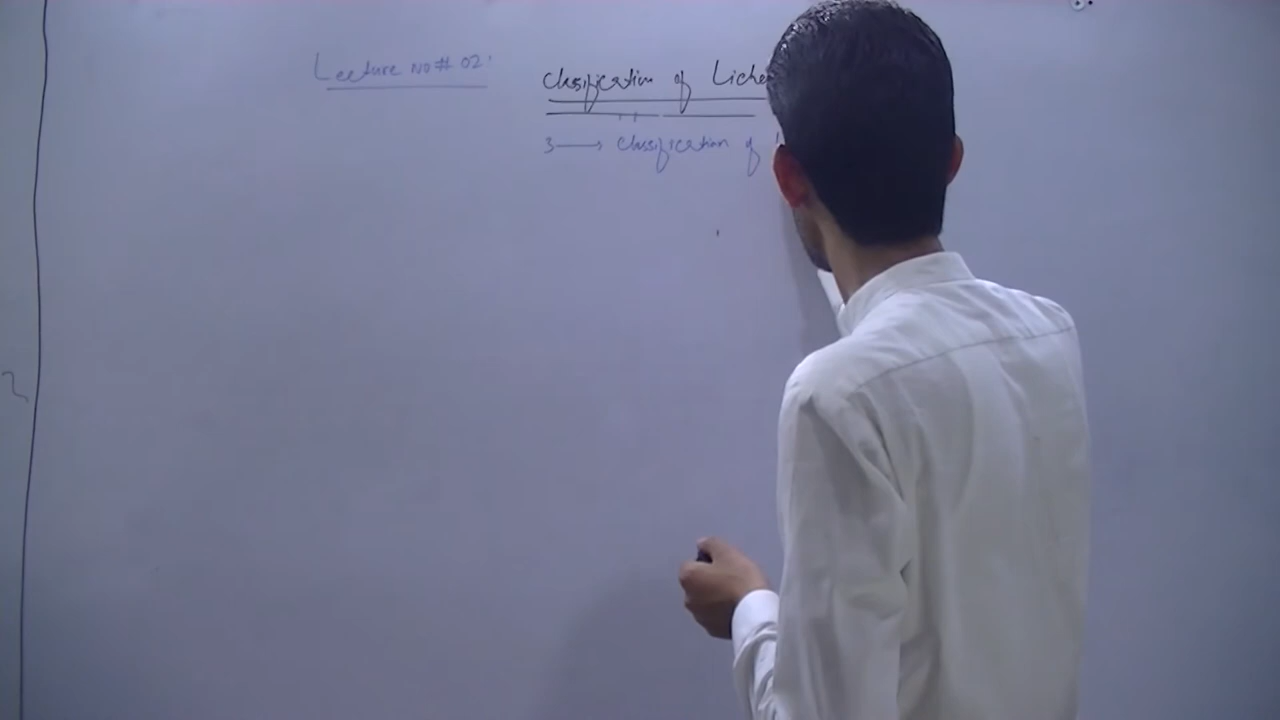 Lecture No # 02:
Classification of Liche
3 → Classification of